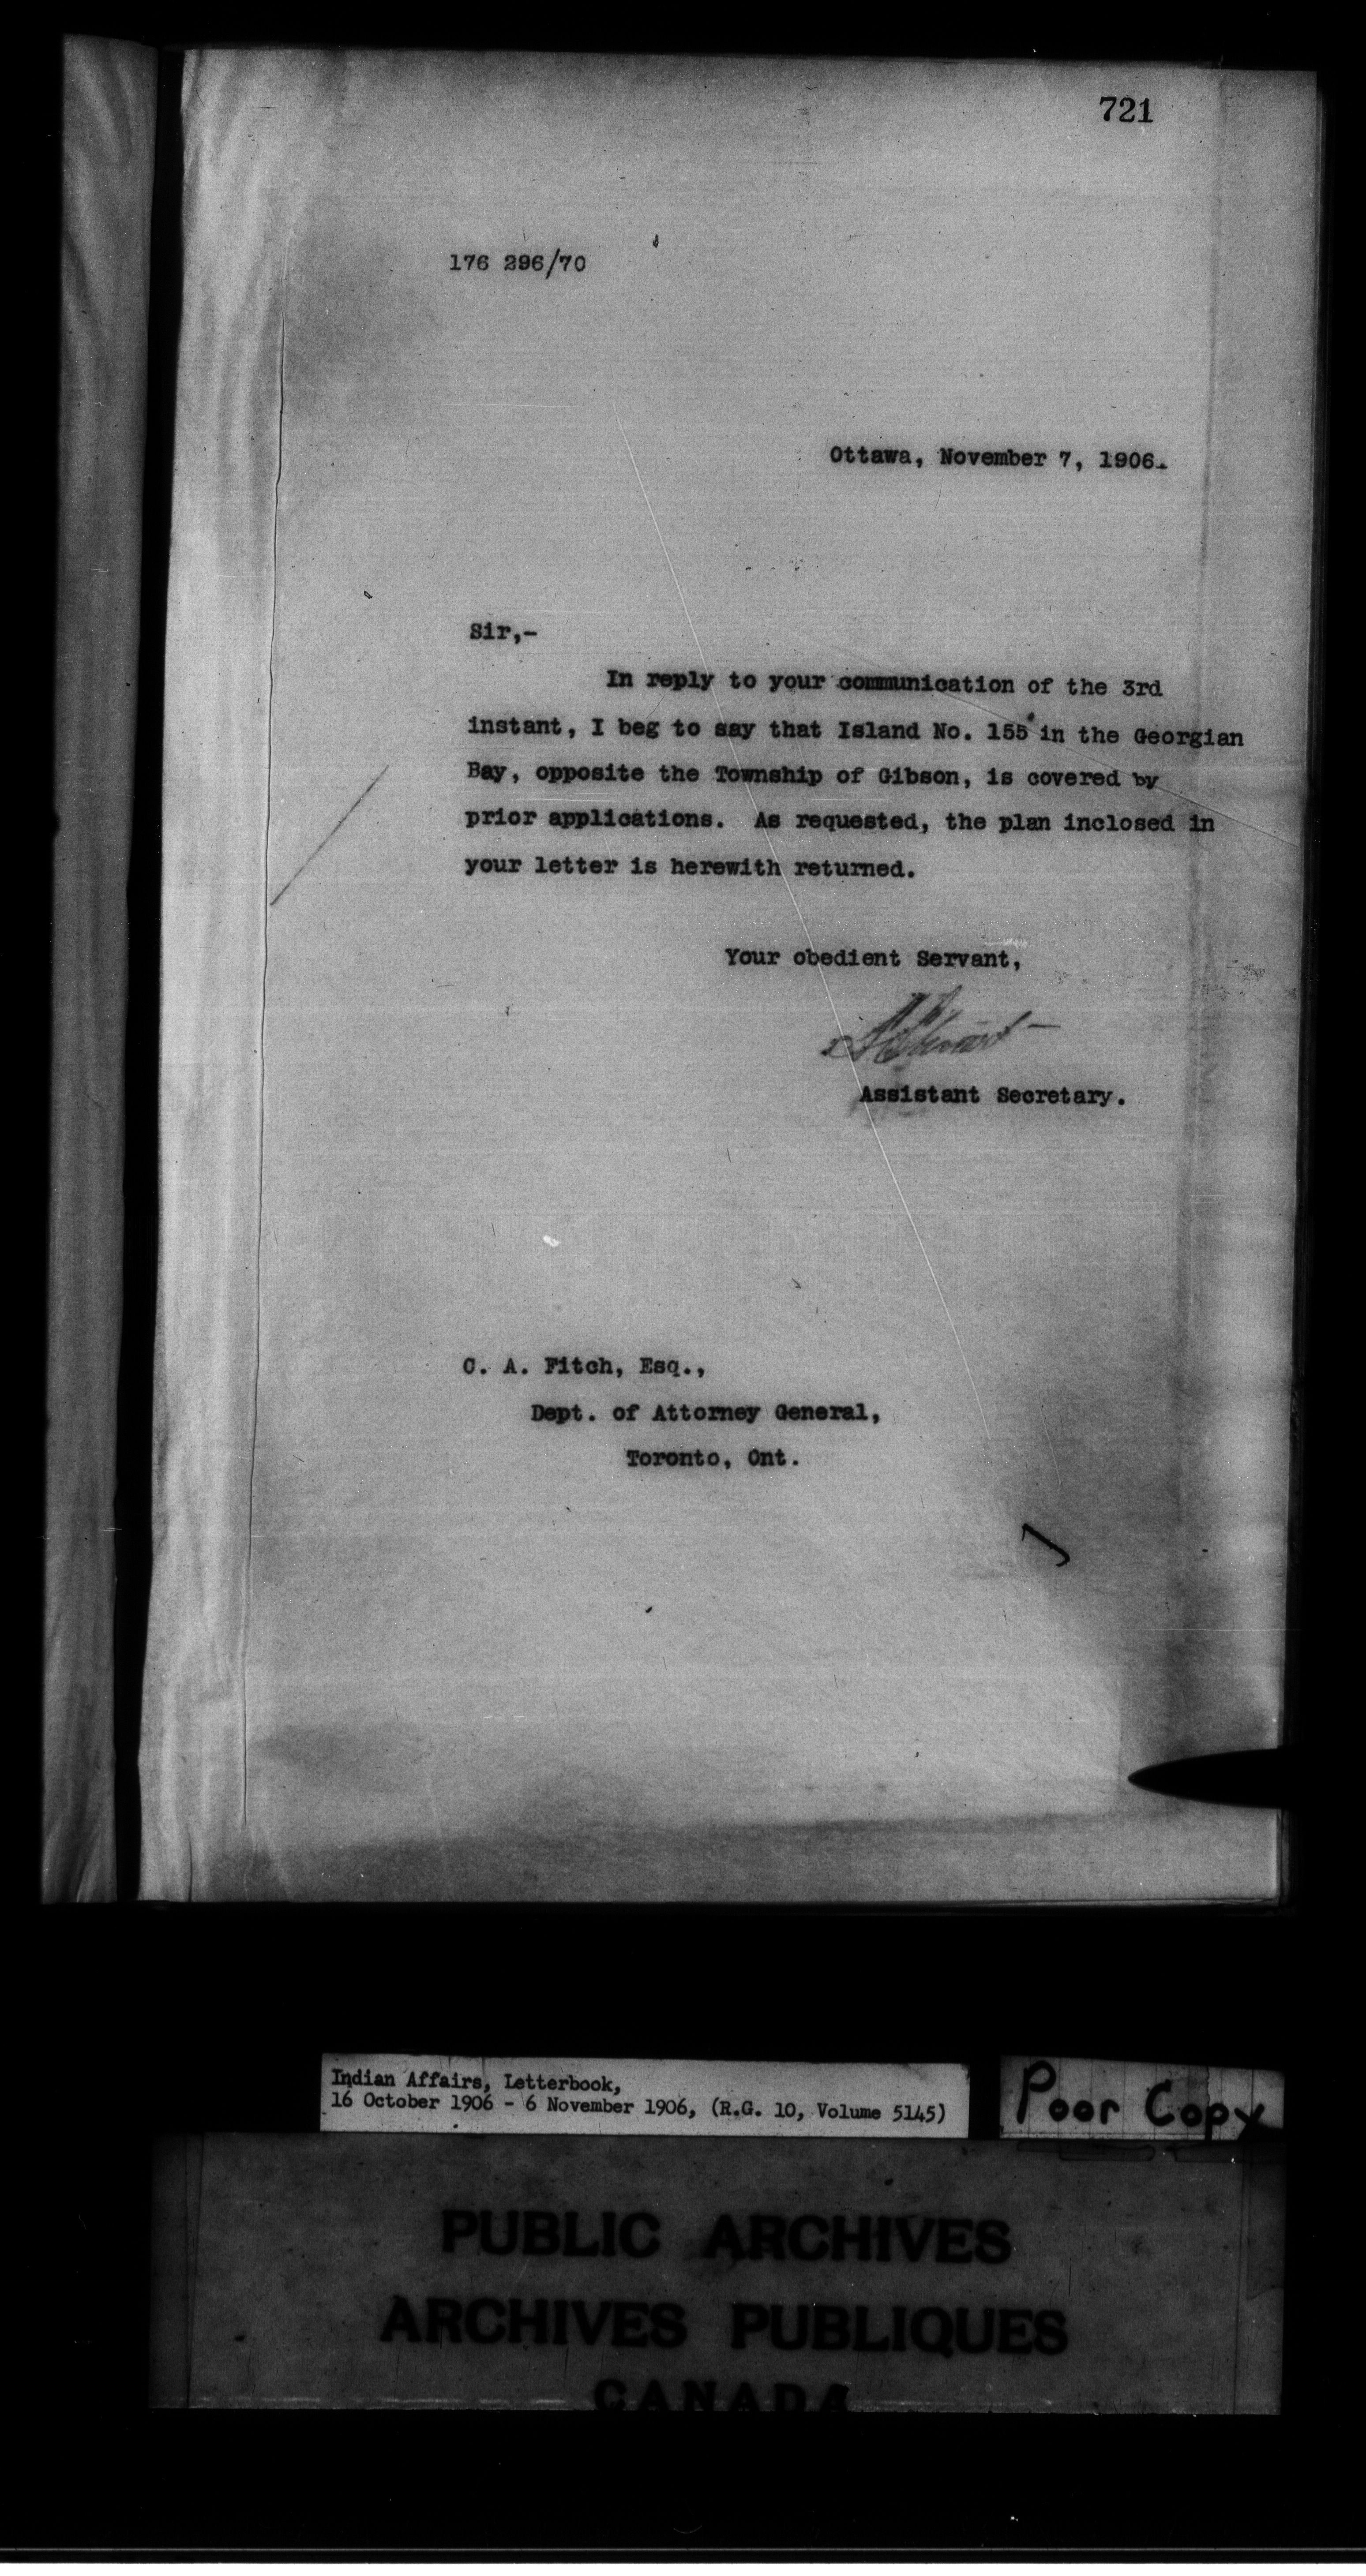 721
176 296/70
Ottawa, November 7, 1906.
Sir,-
In reply to your communication of the 3rd
instant, I beg to say that Island No. 155 in the Georgian
Bay, opposite the Township of Gibson, is covered by
prior applications. As requested, the plan inclosed in
your letter is herewith returned.
Your obedient Servant,
Assistant Secretary.
C. A. Fitch, Esq.,
Dept. of Attorney General,
Toronto, Ont.
Indian Affairs, Letterbook,
16 October 1906 - 6 November 1906, (R.G. 10, Volume 5145)
Poor Copy
PUBLIC ARCHIVES
ARCHIVES PUBLIQUES
CANADA